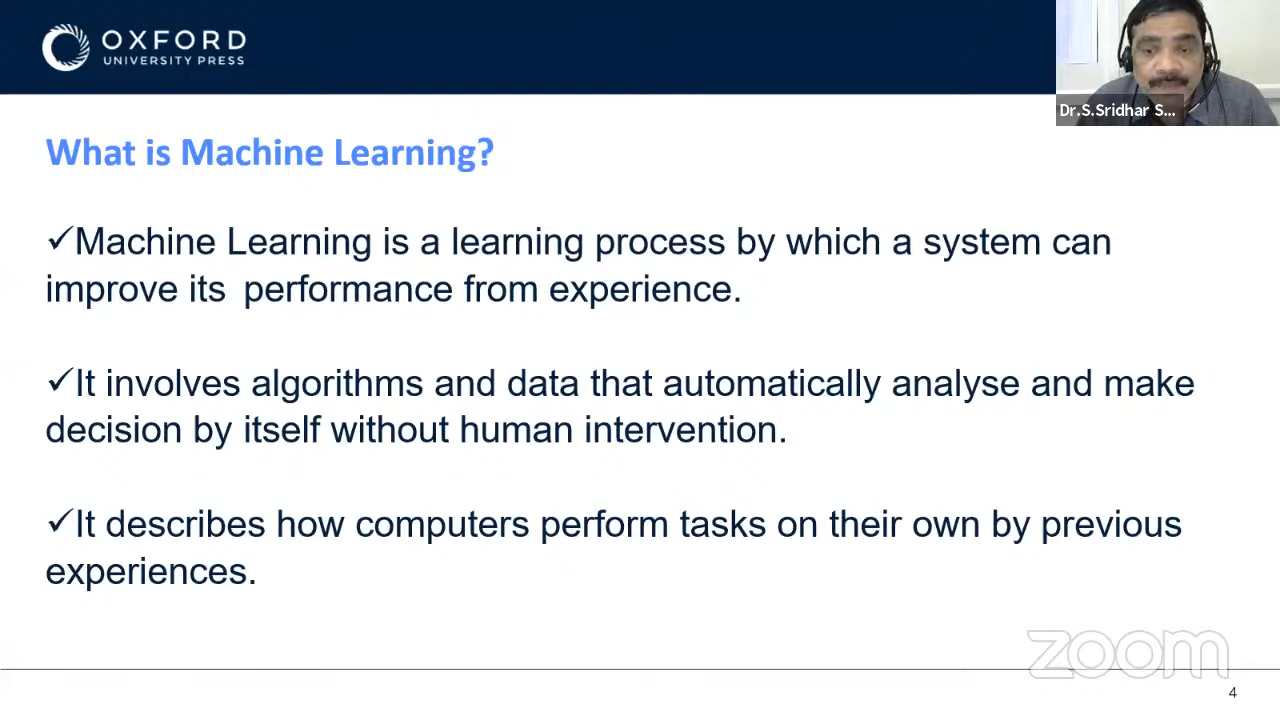 OXFORD
UNIVERSITY PRESS
Dr.S.Sridhar S...
What is Machine Learning?
✓Machine Learning is a learning process by which a system can
improve its performance from experience.
✓It involves algorithms and data that automatically analyse and make
decision by itself without human intervention.
✓It describes how computers perform tasks on their own by previous
experiences.
zoom
4